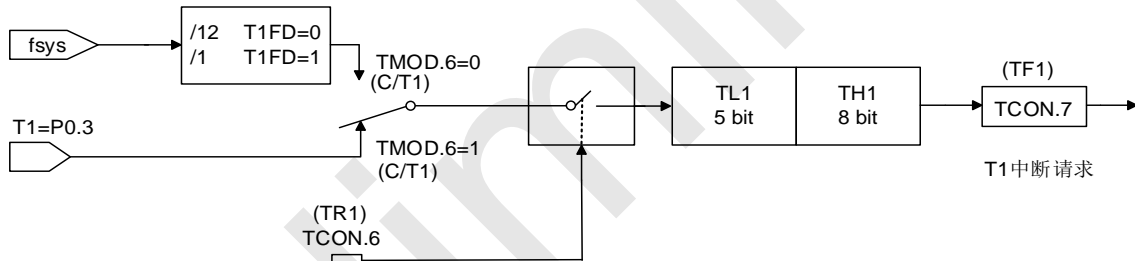 fsys
/12 T1FD=0
/1 T1FD=1
TMOD.6=0
(C/T1)
T1=P0.3
TMOD.6=1
(C/T1)
(TR1)
TCON.6
TL1
5 bit
TH1
8 bit
(TF1)
TCON.7
T1中断请求